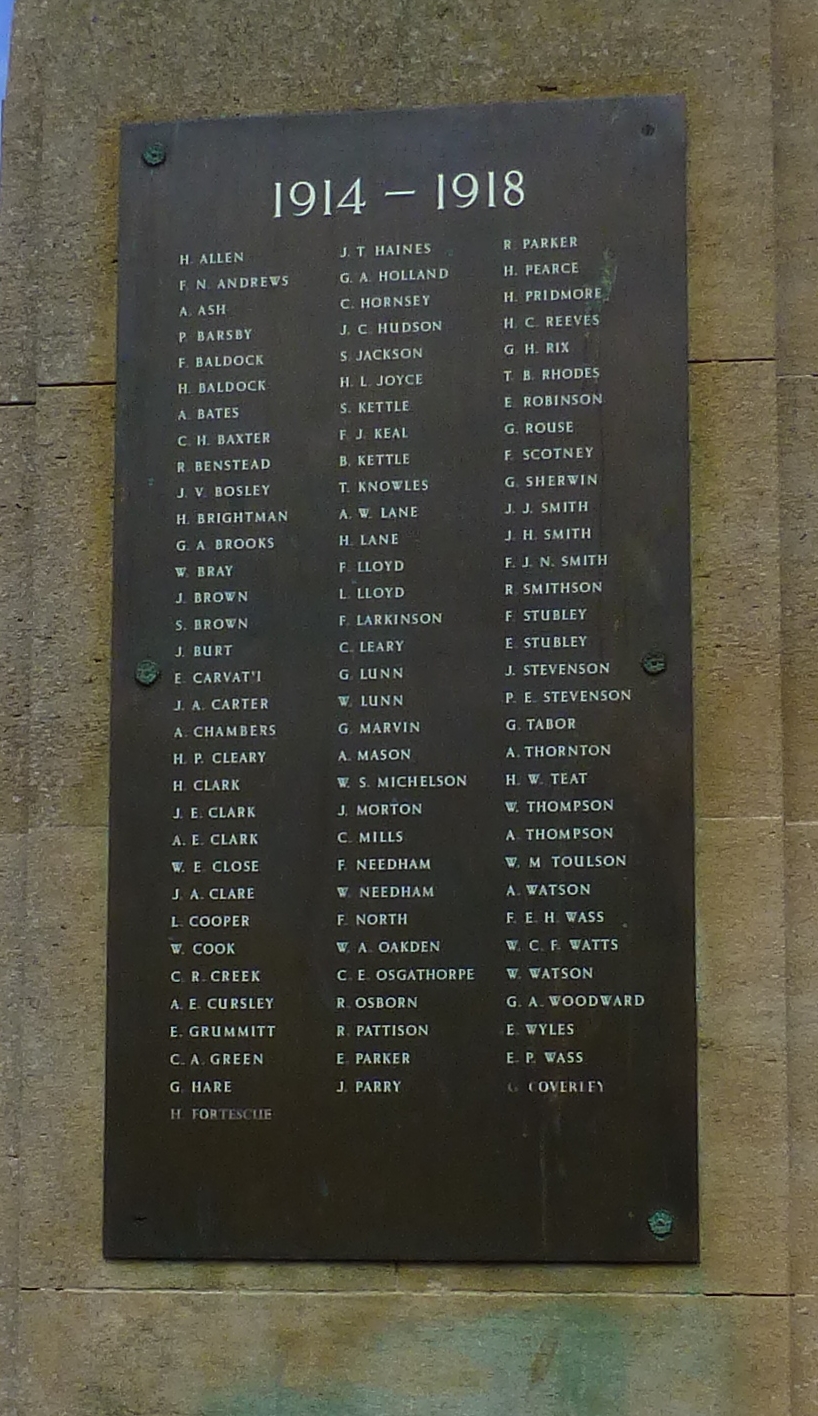 1914 – 1918
H. ALLEN
F. N. ANDREWS
A. ASH
P. BARSBY
F. BALDOCK
H. BALDOCK
A. BATES
C. H. BAXTER
R. BENSTEAD
J. V. BOSLEY
H. BRIGHTMAN
G. A. BROOKS
W. BRAY
J. BROWN
S. BROWN
J. BURT
E. CARVAT'I
J. A. CARTER
A. CHAMBERS
H. P. CLEARY
H. CLARK
J. E. CLARK
A. E. CLARK
W. E. CLOSE
J. A. CLARE
L. COOPER
W. COOK
C. R. CREEK
A. E. CURSLEY
E. GRUMMITT
C. A. GREEN
G. HARE
H. FORTESCUE
J. T. HAINES
G. A. HOLLAND
C. HORNSEY
J. C. HUDSON
S. JACKSON
H. L. JOYCE
S. KETTLE
F. J. KEAL
B. KETTLE
T. KNOWLES
A. W. LANE
H. LANE
F. LLOYD
L. LLOYD
F. LARKINSON
C. LEARY
G. LUNN
W. LUNN
G. MARVIN
A. MASON
W. S. MICHELSON
J. MORTON
C. MILLS
F. NEEDHAM
W. NEEDHAM
F. NORTH
W. A. OAKDEN
C. E. OSGATHORPE
R. OSBORN
R. PATTISON
E. PARKER
J. PARRY
R. PARKER
H. PEARCE
H. PRIDMORE
H. C. REEVES
G. H. RIX
T. B. RHODES
E. ROBINSON
G. ROUSE
F. SCOTNEY
G. SHERWIN
J. J. SMITH
J. H. SMITH
F. J. N. SMITH
R. SMITHSON
F. STUBLEY
E. STUBLEY
J. STEVENSON
P. E. STEVENSON
G. TABOR
A. THORNTON
H. W. TEAT
W. THOMPSON
A. THOMPSON
W. M. TOULSON
A. WATSON
F. E. H. WASS
W. C. F. WATTS
W. WATSON
G. A. WOODWARD
E. WYLES
E. P. WASS
G. COVERLEY